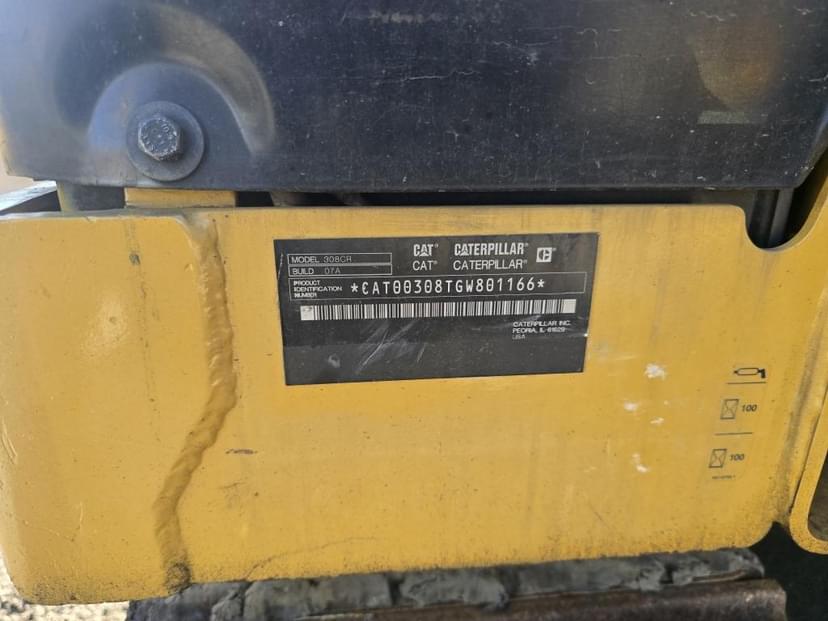 MODEL 308CR
BUILD 07A
CAT® CATERPILLAR® C
CAT® CATERPILLAR®
PRODUCT
IDENTIFICATION
NUMBER
*CAT00308TGW801166*
CATERPILLAR INC.
PEORIA, IL 61629
USA
100
100